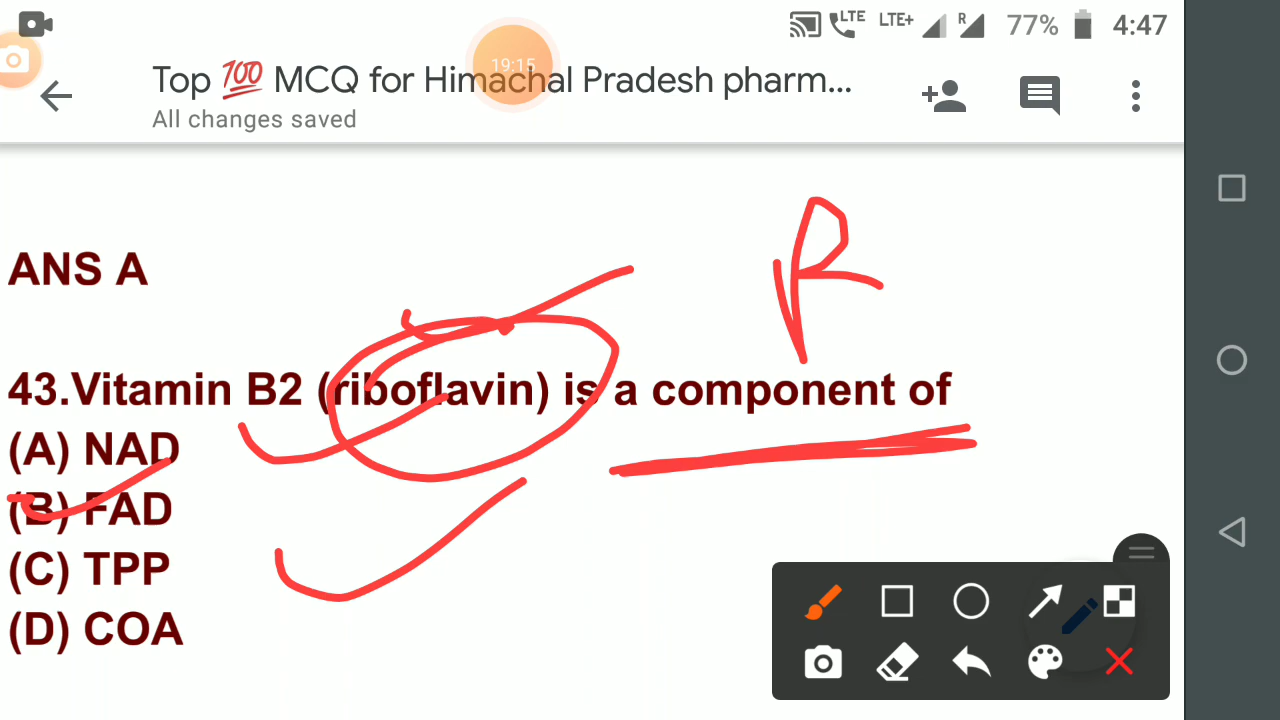 LTE LTE+ R 77% 4:47
19:15
Top 💯 MCQ for Himachal Pradesh pharm...
All changes saved
R
ANS A
43.Vitamin B2 (riboflavin) is a component of
(A) NAD
(B) FAD
(C) TPP
(D) COA